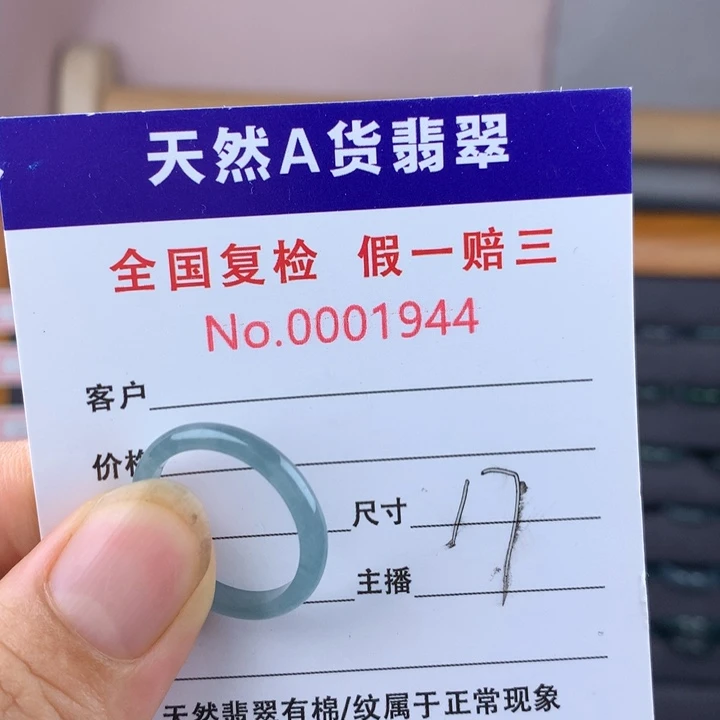 天然A货翡翠
全国复检 假一赔三
No.0001944
客户
价格
尺寸 17
主播
天然翡翠有棉/纹属于正常现象